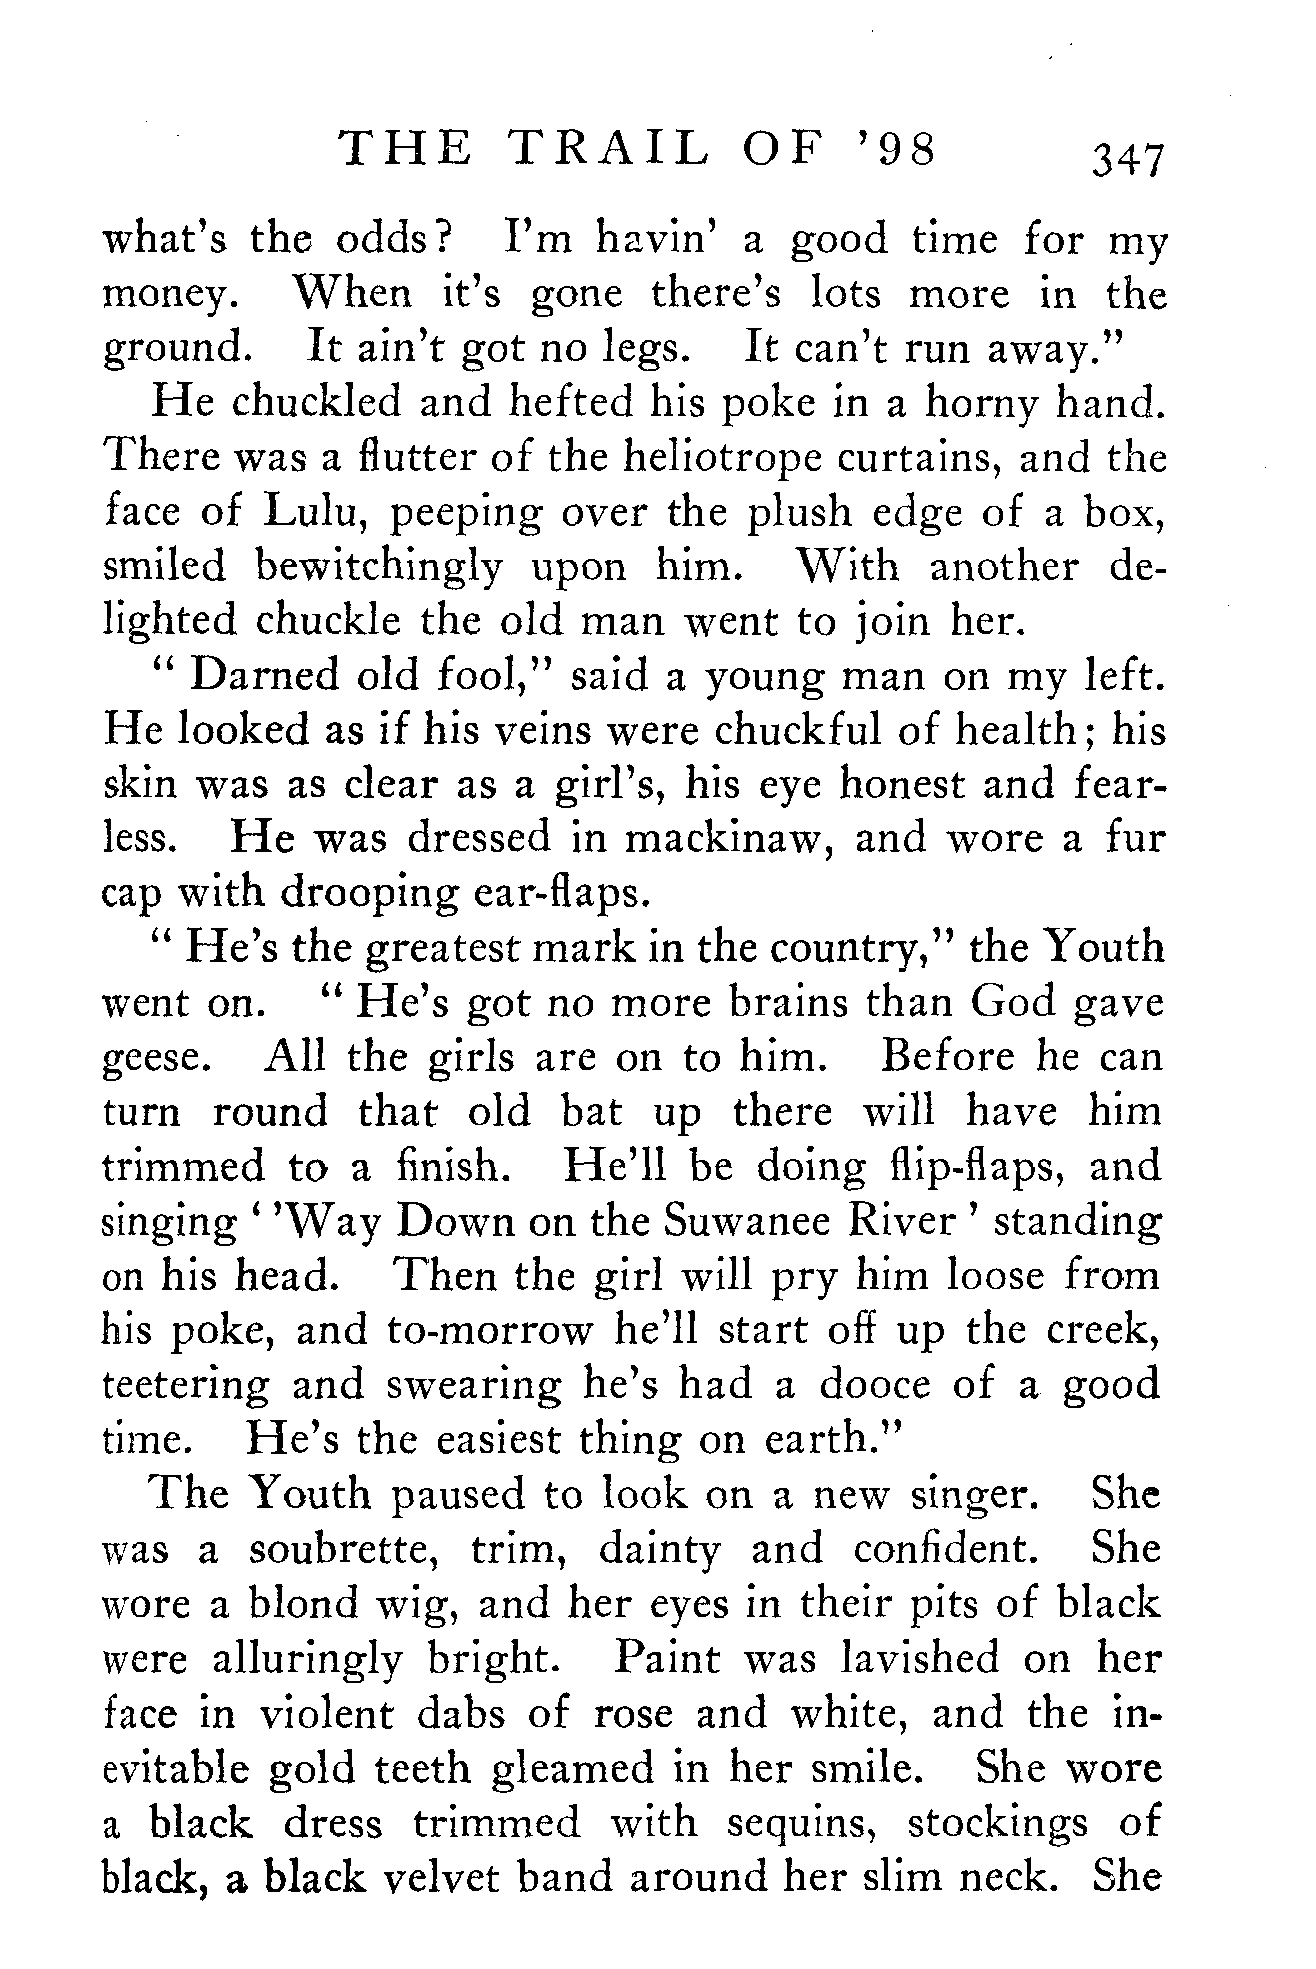 THE TRAIL OF '98 347
what's the odds? I'm havin' a good time for my
money. When it's gone there's lots more in the
ground. It ain't got no legs. It can't run away."
He chuckled and hefted his poke in a horny hand.
There was a flutter of the heliotrope curtains, and the
face of Lulu, peeping over the plush edge of a box,
smiled bewitchingly upon him. With another de-
lighted chuckle the old man went to join her.
" Darned old fool," said a young man on my left.
He looked as if his veins were chuckful of health; his
skin was as clear as a girl's, his eye honest and fear-
less. He was dressed in mackinaw, and wore a fur
cap with drooping ear-flaps.
" He's the greatest mark in the country," the Youth
went on. " He's got no more brains than God gave
geese. All the girls are on to him. Before he can
turn round that old bat up there will have him
trimmed to a finish. He'll be doing flip-flaps, and
singing ' 'Way Down on the Suwanee River ' standing
on his head. Then the girl will pry him loose from
his poke, and to-morrow he'll start off up the creek,
teetering and swearing he's had a dooce of a good
time. He's the easiest thing on earth."
The Youth paused to look on a new singer. She
was a soubrette, trim, dainty and confident. She
wore a blond wig, and her eyes in their pits of black
were alluringly bright. Paint was lavished on her
face in violent dabs of rose and white, and the in-
evitable gold teeth gleamed in her smile. She wore
a black dress trimmed with sequins, stockings of
black, a black velvet band around her slim neck. She